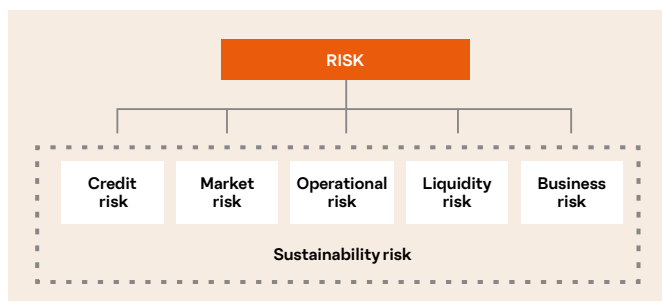 RISK
Credit
risk
Market
risk
Operational
risk
Liquidity
risk
Business
risk
Sustainability risk